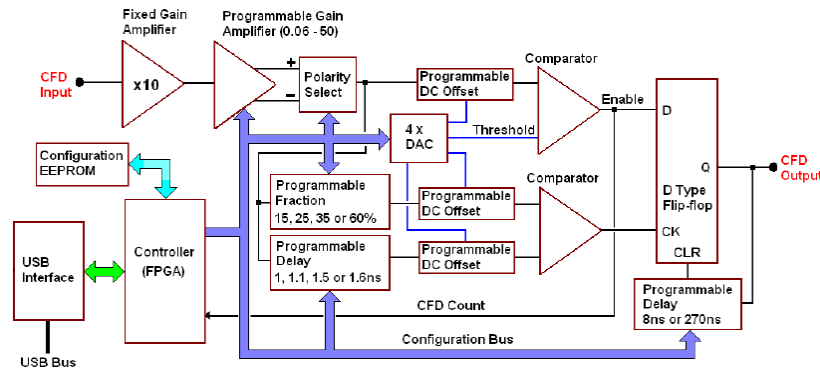 Fixed Gain
Amplifier
Programmable Gain
Amplifier (0.06 - 50)
CFD
Input
x10
+
−
Polarity
Select
Programmable
DC Offset
Comparator
Enable
4 x
DAC
Threshold
D
Q
D Type
Flip-flop
CK
CLR
CFD
Output
Configuration
EEPROM
Programmable
Fraction
15, 25, 35 or 60%
Programmable
DC Offset
Comparator
Programmable
Delay
1, 1.1, 1.5 or 1.6ns
Programmable
DC Offset
USB
Interface
Controller
(FPGA)
Programmable
Delay
8ns or 270ns
CFD Count
Configuration Bus
USB Bus